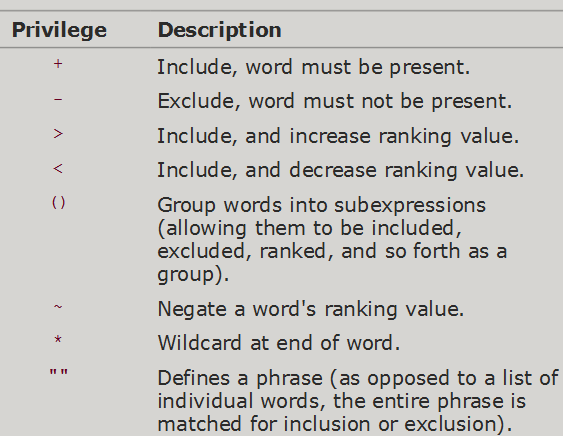 Privilege Description
+ Include, word must be present.
– Exclude, word must not be present.
> Include, and increase ranking value.
< Include, and decrease ranking value.
() Group words into subexpressions
(allowing them to be included,
excluded, ranked, and so forth as a
group).
~ Negate a word's ranking value.
* Wildcard at end of word.
"" Defines a phrase (as opposed to a list of
individual words, the entire phrase is
matched for inclusion or exclusion).